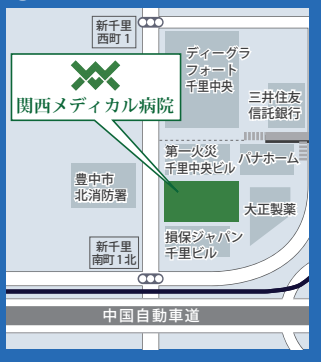 新千里
西町1
ディーグラ
フォート
千里中央
関西メディカル病院
三井住友
信託銀行
第一火災
千里中央ビル
パナホーム
豊中市
北消防署
大正製薬
損保ジャパン
千里ビル
新千里
南町1北
中国自動車道